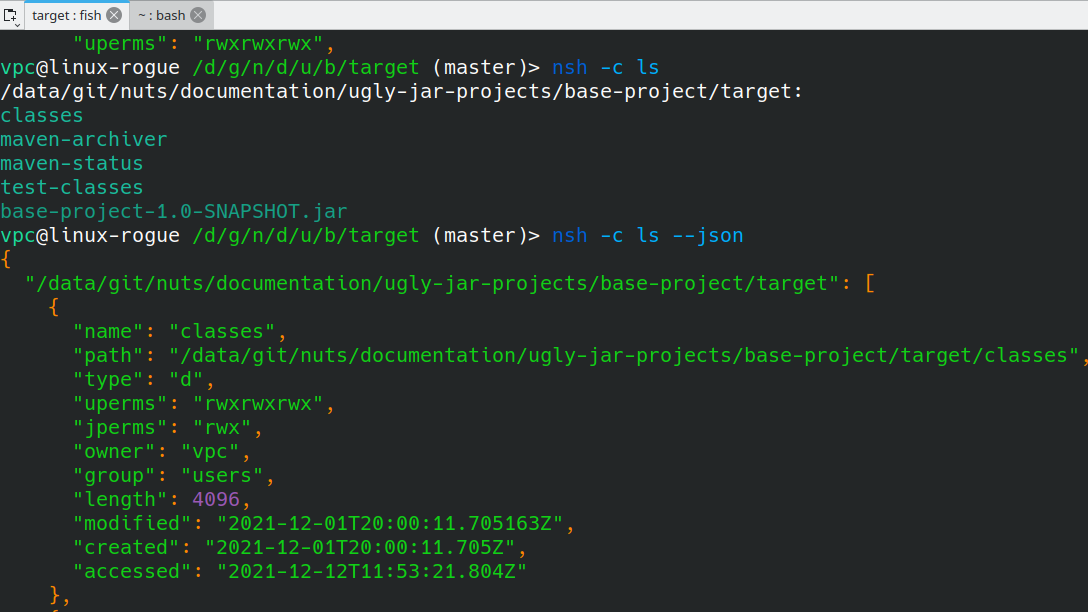 target : fish
~ : bash
      "uperms": "rwxrwxrwx",
vpc@linux-rogue /d/g/n/d/u/b/target (master)> nsh -c ls
/data/git/nuts/documentation/ugly-jar-projects/base-project/target:
classes
maven-archiver
maven-status
test-classes
base-project-1.0-SNAPSHOT.jar
vpc@linux-rogue /d/g/n/d/u/b/target (master)> nsh -c ls --json
{
  "/data/git/nuts/documentation/ugly-jar-projects/base-project/target": [
    {
      "name": "classes",
      "path": "/data/git/nuts/documentation/ugly-jar-projects/base-project/target/classes",
      "type": "d",
      "uperms": "rwxrwxrwx",
      "jperms": "rwx",
      "owner": "vpc",
      "group": "users",
      "length": 4096,
      "modified": "2021-12-01T20:00:11.705163Z",
      "created": "2021-12-01T20:00:11.705Z",
      "accessed": "2021-12-12T11:53:21.804Z"
    },